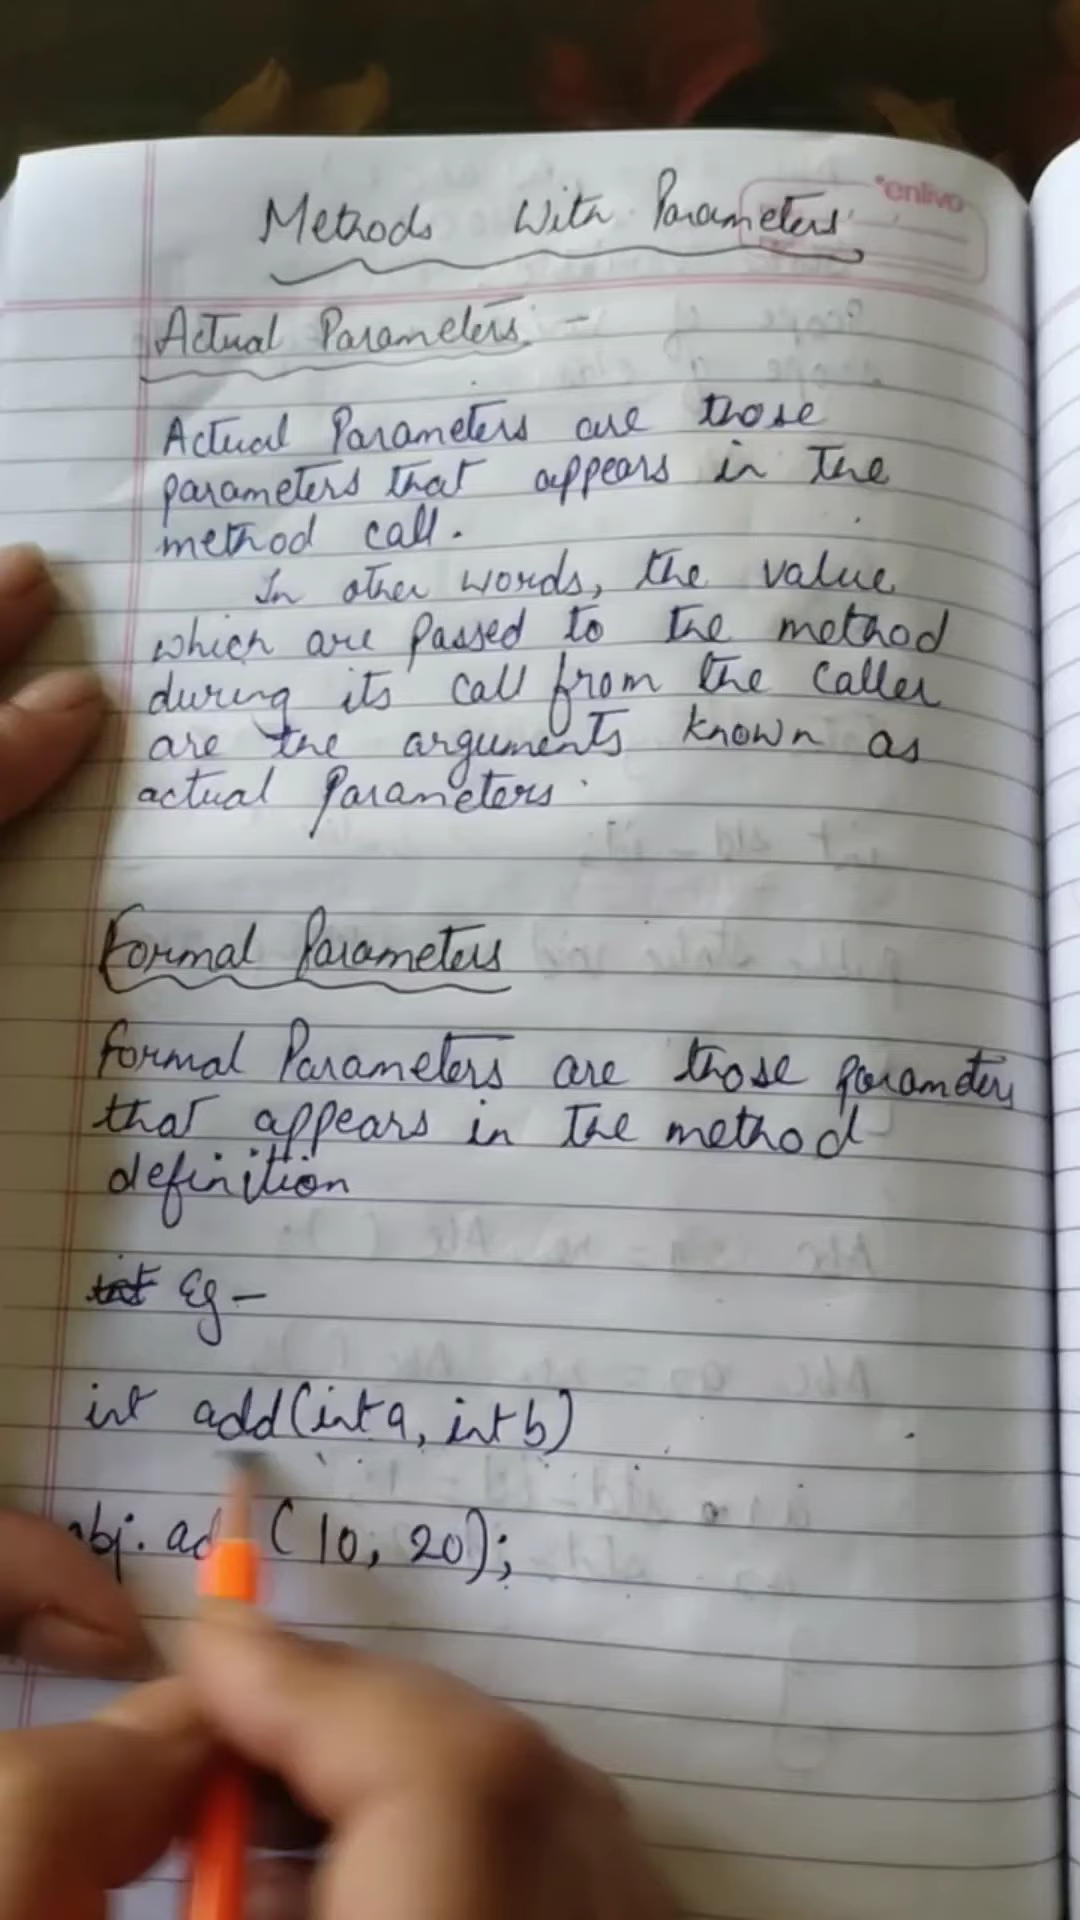 enlivo
Methods With Parameters
Actual Parameters -
Actual Parameters are those
parameters that appears in the
method call.
In other words, the value
which are passed to the method
during its call from the caller
are the arguments known as
actual Parameters.
Formal Parameters
Formal Parameters are those parameters
that appears in the method
definition
int Eg -
int add(int a, int b)
(10, 20);